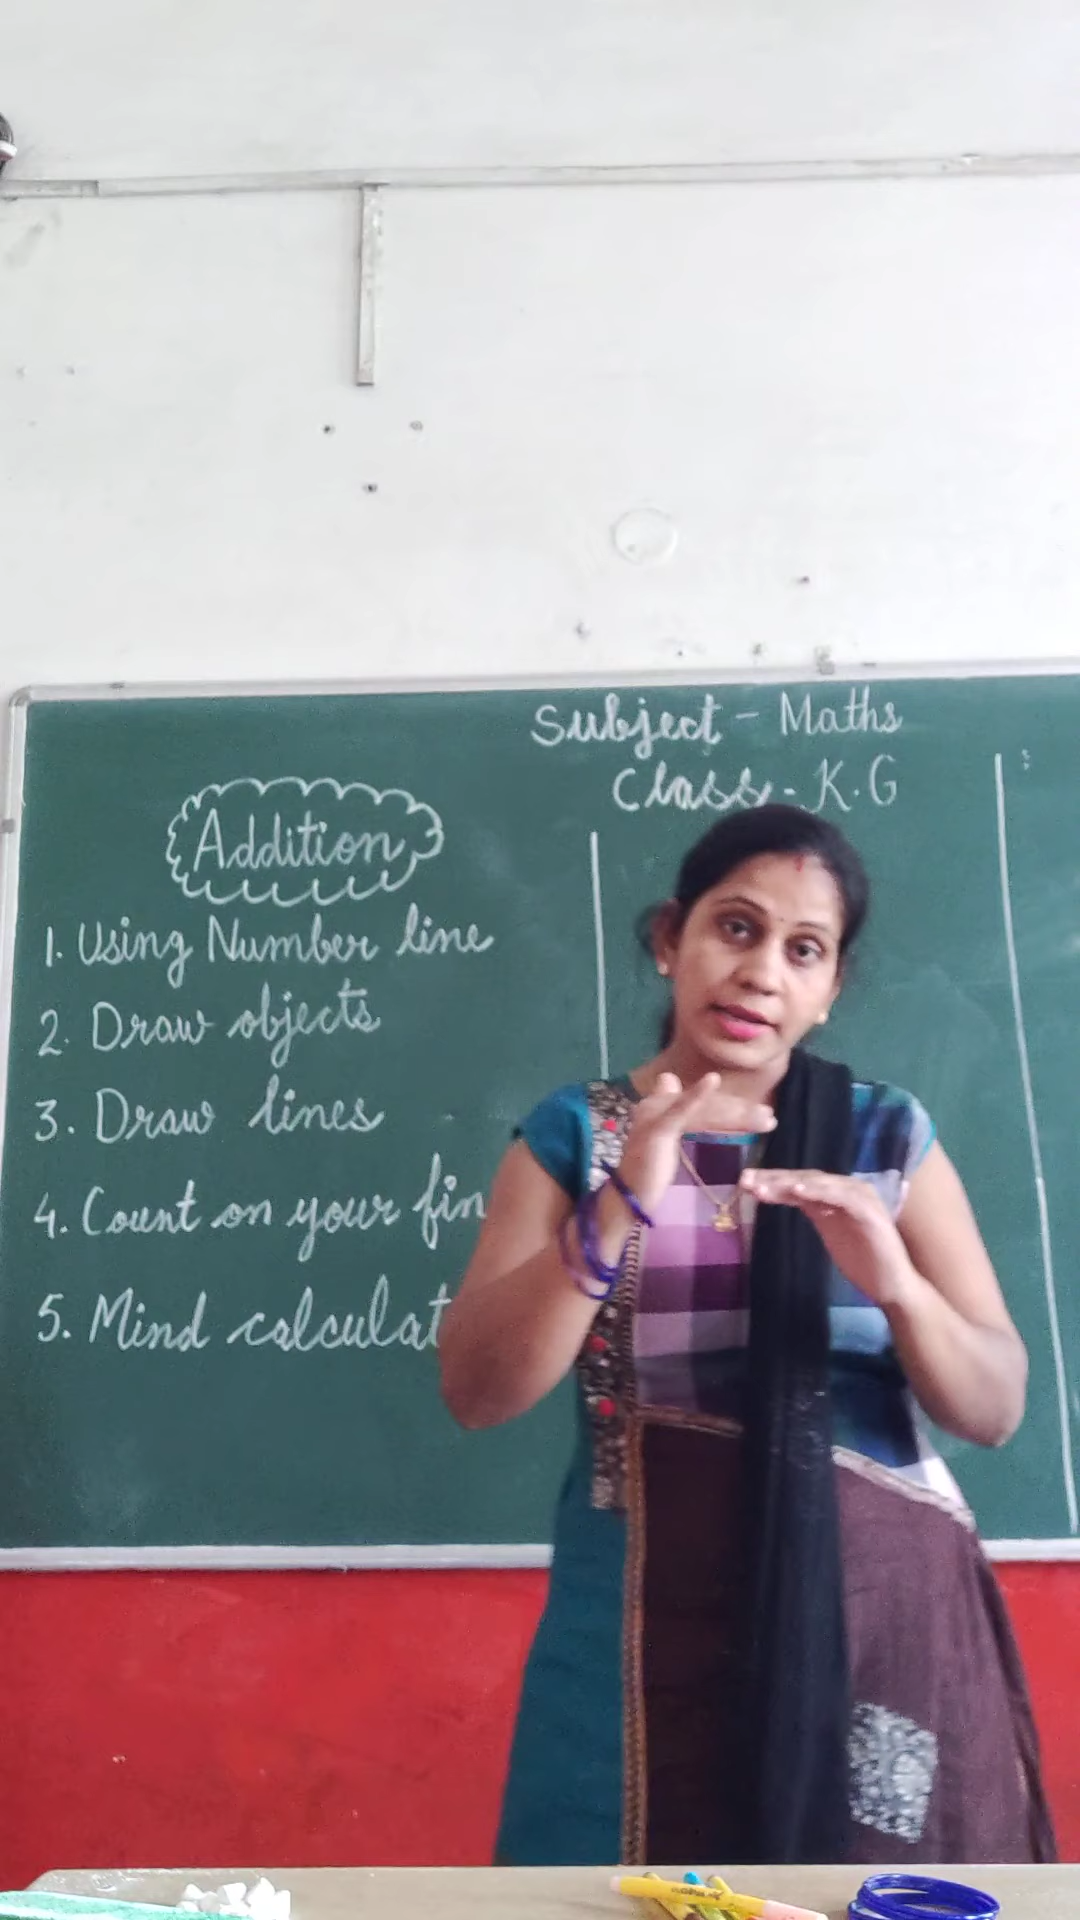 Subject - Maths
Class - K.G
Addition
1. Using Number line
2. Draw objects
3. Draw lines
4. Count on your fin
5. Mind calculat